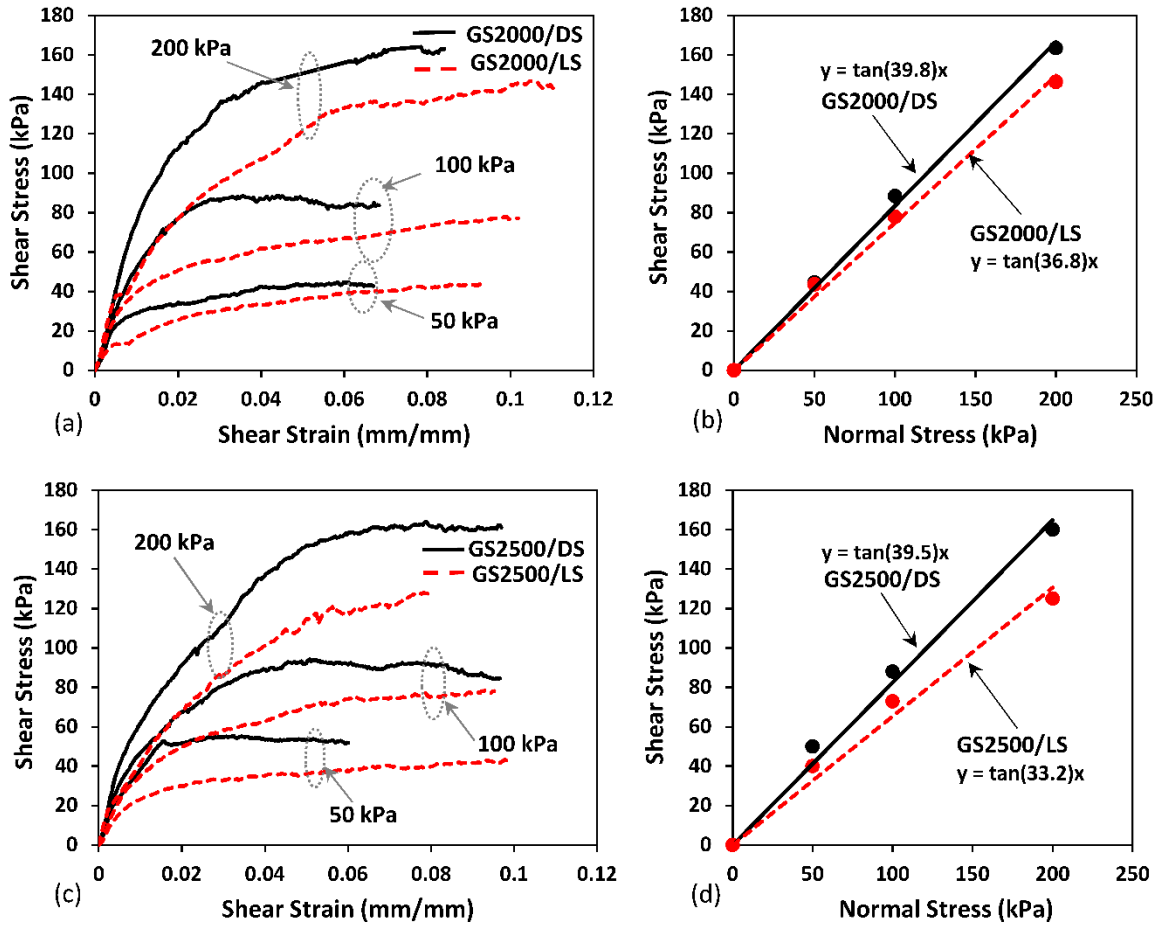 180
160
140
120
100
80
60
40
20
0
Shear Stress (kPa)
200 kPa
GS2000/DS
GS2000/LS
100 kPa
50 kPa
0 0.02 0.04 0.06 0.08 0.1 0.12
Shear Strain (mm/mm)
(a)
180
160
140
120
100
80
60
40
20
0
Shear Stress (kPa)
y = tan(39.8)x
GS2000/DS
GS2000/LS
y = tan(36.8)x
0 50 100 150 200 250
Normal Stress (kPa)
(b)
180
160
140
120
100
80
60
40
20
0
Shear Stress (kPa)
200 kPa
GS2500/DS
GS2500/LS
100 kPa
50 kPa
0 0.02 0.04 0.06 0.08 0.1 0.12
Shear Strain (mm/mm)
(c)
180
160
140
120
100
80
60
40
20
0
Shear Stress (kPa)
y = tan(39.5)x
GS2500/DS
GS2500/LS
y = tan(33.2)x
0 50 100 150 200 250
Normal Stress (kPa)
(d)